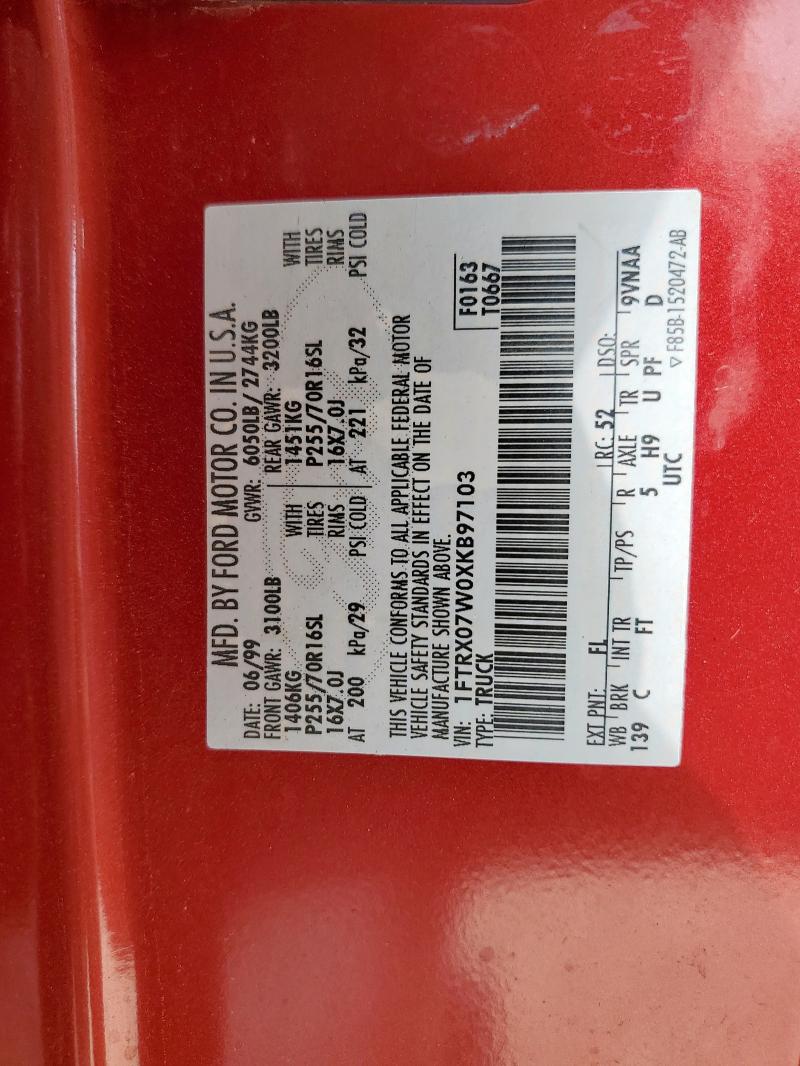 MFD. BY FORD MOTOR CO. IN U.S.A.
DATE: 06/99 GVWR: 6050LB / 2744KG
FRONT GAWR: 3100LB REAR GAWR: 3200LB
1406KG WITH 1451KG WITH
P255/70R16SL TIRES P255/70R16SL TIRES
16X7.0J RIMS 16X7.0J RIMS
AT 200 kPa/29 PSI COLD AT 221 kPa/32 PSI COLD
THIS VEHICLE CONFORMS TO ALL APPLICABLE FEDERAL MOTOR
VEHICLE SAFETY STANDARDS IN EFFECT ON THE DATE OF
MANUFACTURE SHOWN ABOVE.
VIN: 1FTRX07W0XKB97103 F0163
TYPE: TRUCK T0667
EXT PNT: FL RC: 52 DSO:
WB BRK INT TR TP/PS R AXLE TR SPR 9VNAA
139 C FT 5 H9 U PF D
UTC ▽F85B-1520472-AB